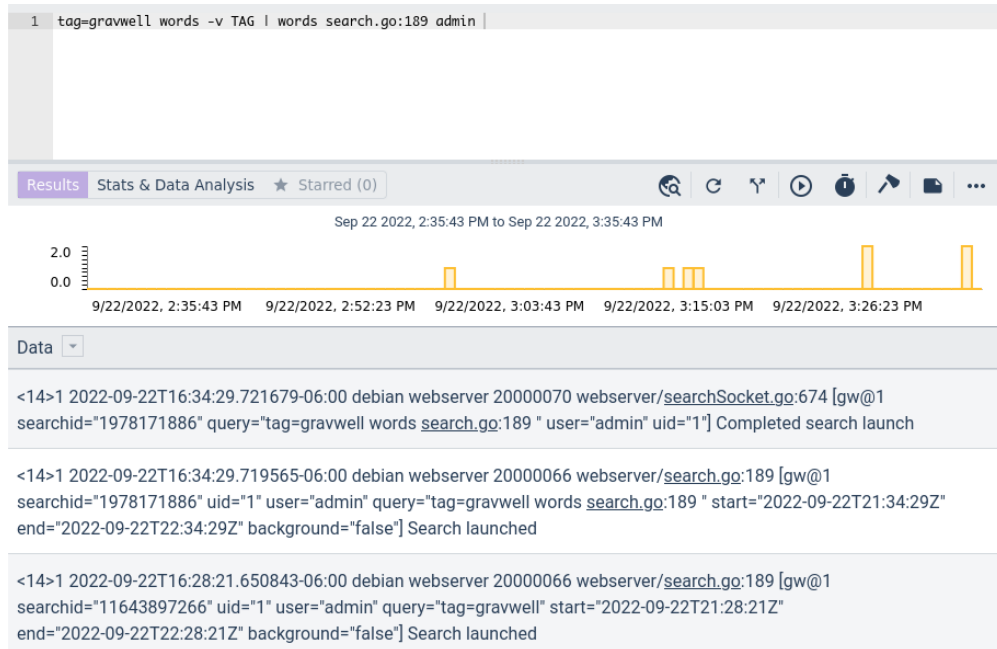 1 tag=gravwell words -v TAG | words search.go:189 admin
Results Stats & Data Analysis ★ Starred (0)
Sep 22 2022, 2:35:43 PM to Sep 22 2022, 3:35:43 PM
2.0
0.0
9/22/2022, 2:35:43 PM 9/22/2022, 2:52:23 PM 9/22/2022, 3:03:43 PM 9/22/2022, 3:15:03 PM 9/22/2022, 3:26:23 PM
Data
<14>1 2022-09-22T16:34:29.721679-06:00 debian webserver 20000070 webserver/searchSocket.go:674 [gw@1
searchid="1978171886" query="tag=gravwell words search.go:189 " user="admin" uid="1"] Completed search launch
<14>1 2022-09-22T16:34:29.719565-06:00 debian webserver 20000066 webserver/search.go:189 [gw@1
searchid="1978171886" uid="1" user="admin" query="tag=gravwell words search.go:189 " start="2022-09-22T21:34:29Z"
end="2022-09-22T22:34:29Z" background="false"] Search launched
<14>1 2022-09-22T16:28:21.650843-06:00 debian webserver 20000066 webserver/search.go:189 [gw@1
searchid="11643897266" uid="1" user="admin" query="tag=gravwell" start="2022-09-22T21:28:21Z"
end="2022-09-22T22:28:21Z" background="false"] Search launched